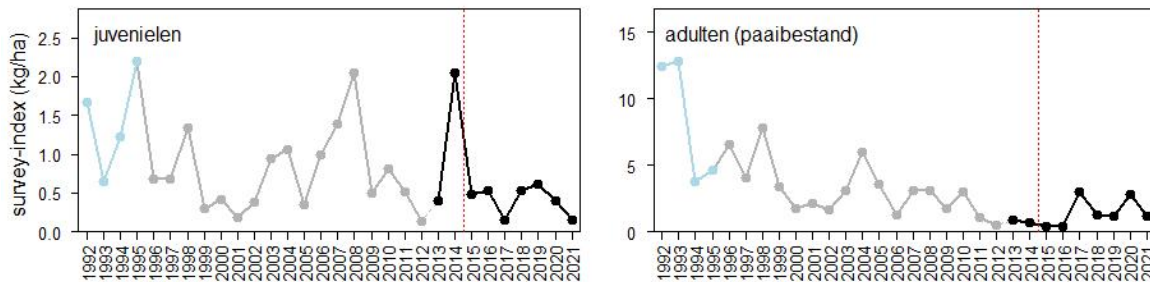 juvenielen
survey-index (kg/ha)
2.5
2.0
1.5
1.0
0.5
0.0
1992 1993 1994 1995 1996 1997 1998 1999 2000 2001 2002 2003 2004 2005 2006 2007 2008 2009 2010 2011 2012 2013 2014 2015 2016 2017 2018 2019 2020 2021
adulten (paaibestand)
15
10
5
0
1992 1993 1994 1995 1996 1997 1998 1999 2000 2001 2002 2003 2004 2005 2006 2007 2008 2009 2010 2011 2012 2013 2014 2015 2016 2017 2018 2019 2020 2021